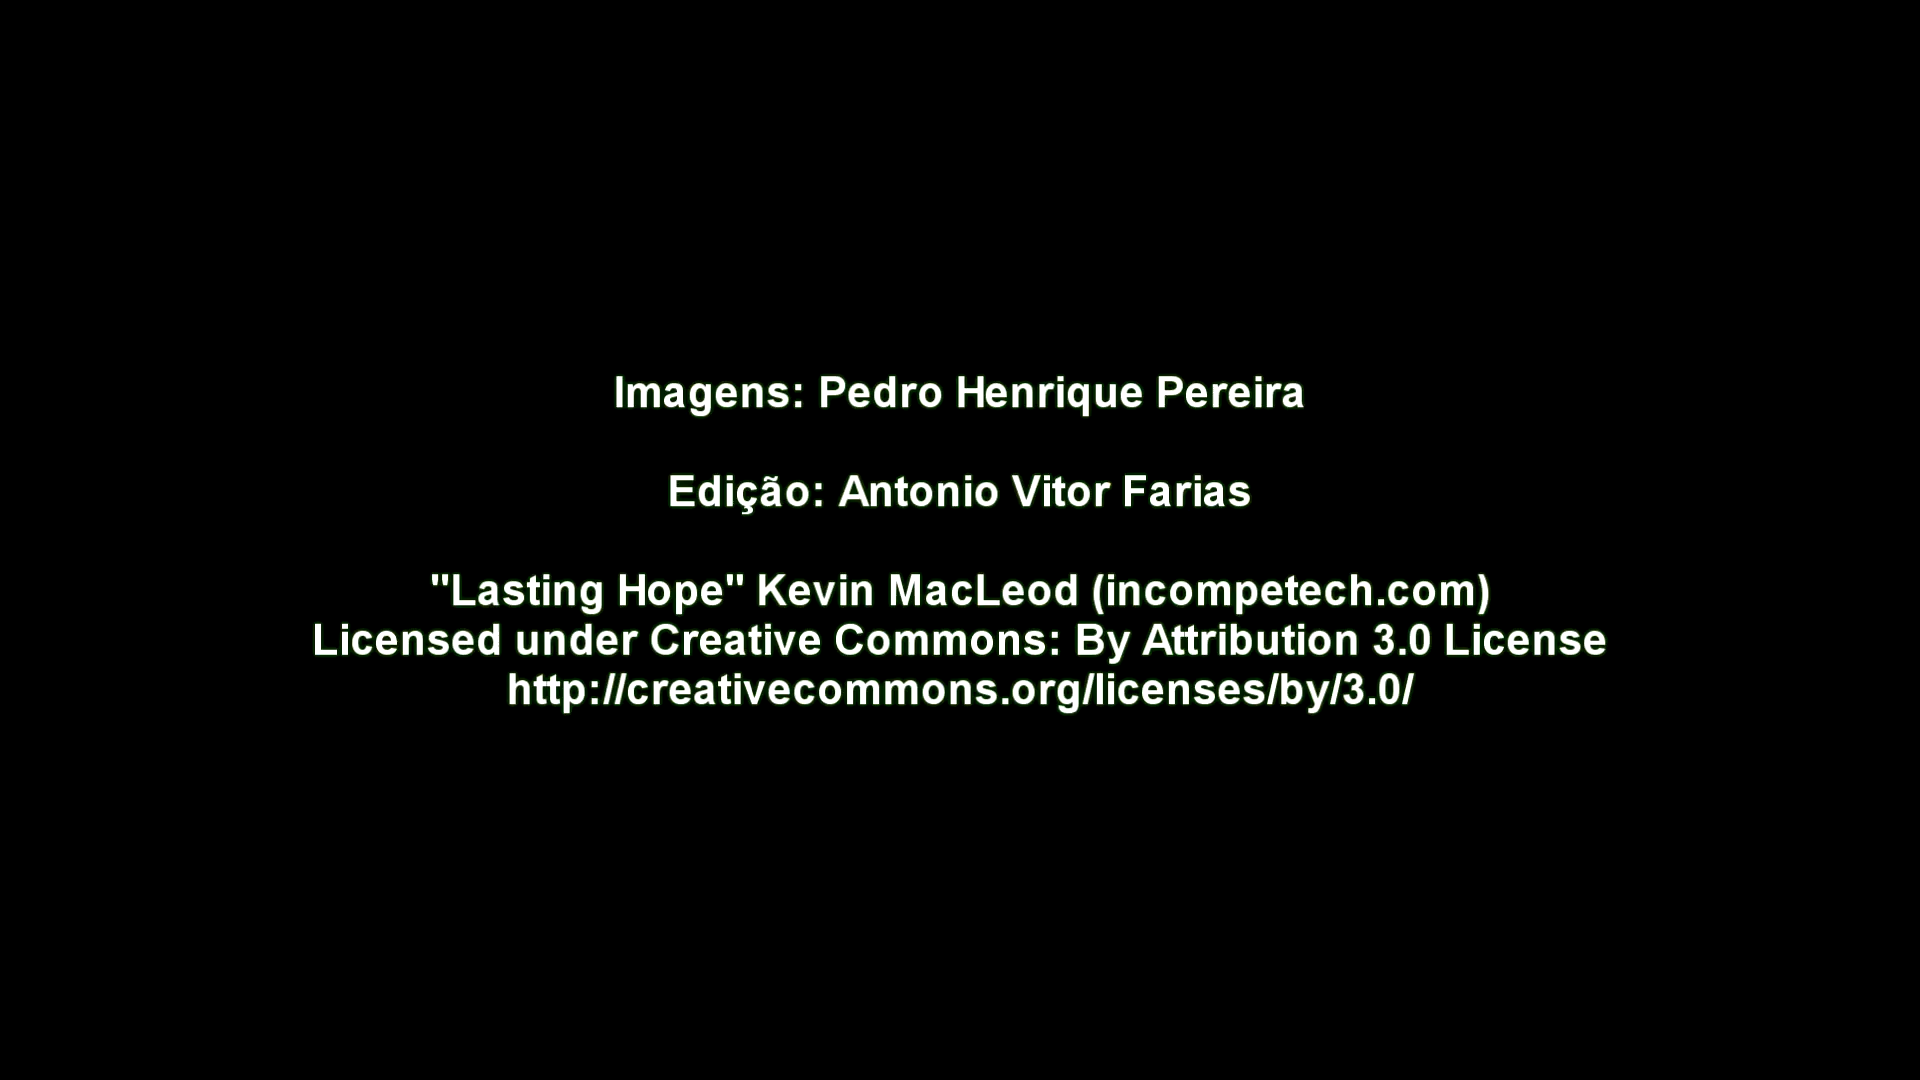 Imagens: Pedro Henrique Pereira
Edição: Antonio Vitor Farias
"Lasting Hope" Kevin MacLeod (incompetech.com)
Licensed under Creative Commons: By Attribution 3.0 License
http://creativecommons.org/licenses/by/3.0/